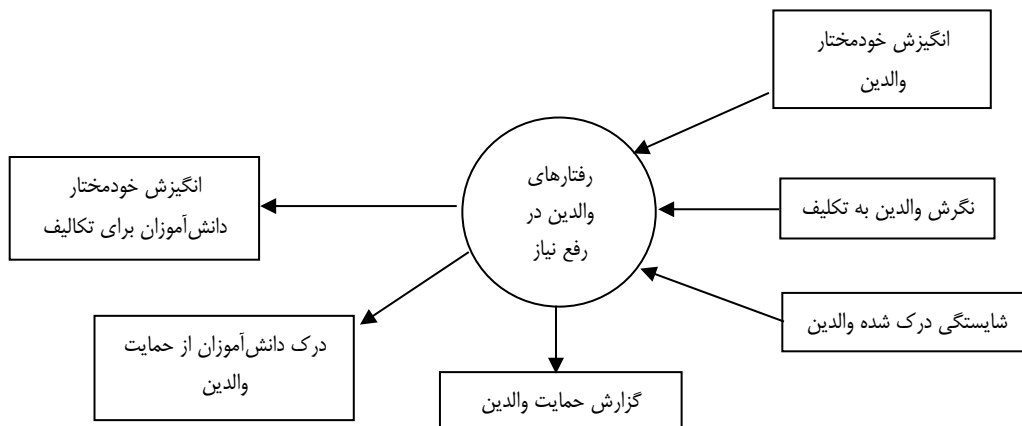 انگیزش خودمختار
والدین
نگرش والدین به تکلیف
شایستگی درک شده والدین
رفتارهای
والدین در
رفع نیاز
انگیزش خودمختار
دانش‌آموزان برای تکالیف
درک دانش‌آموزان از حمایت
والدین
گزارش حمایت والدین